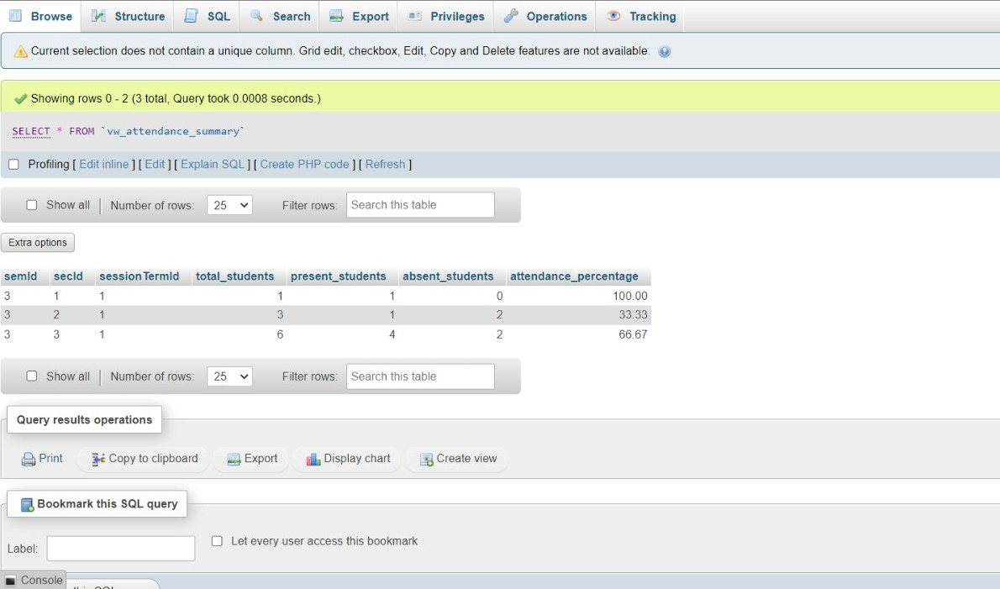 Browse Structure SQL Search Export Privileges Operations Tracking
Current selection does not contain a unique column. Grid edit, checkbox, Edit, Copy and Delete features are not available.
Showing rows 0 - 2 (3 total, Query took 0.0008 seconds.)
SELECT * FROM `vw_attendance_summary`
Profiling [ Edit inline ] [ Edit ] [ Explain SQL ] [ Create PHP code ] [ Refresh ]
Show all | Number of rows: 25 Filter rows: Search this table
Extra options
semId secId sessionTermId total_students present_students absent_students attendance_percentage
3 1 1 1 1 0 100.00
3 2 1 3 1 2 33.33
3 3 1 6 4 2 66.67
Show all | Number of rows: 25 Filter rows: Search this table
Query results operations
Print Copy to clipboard Export Display chart Create view
Bookmark this SQL query
Label: Let every user access this bookmark
Console